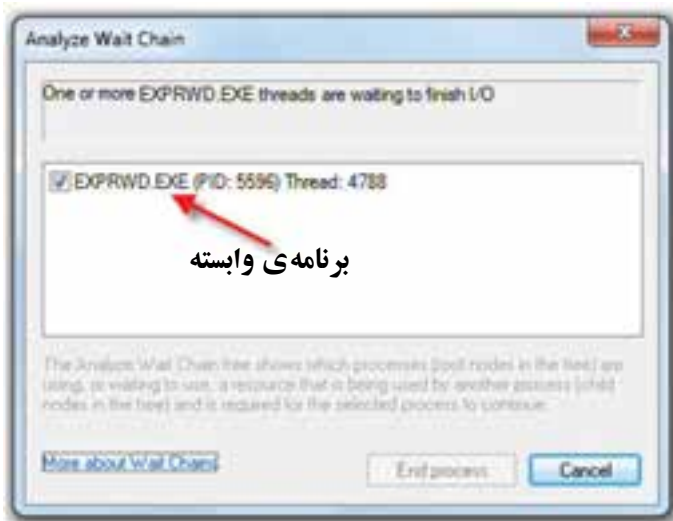 Analyze Wait Chain
One or more EXPRWD.EXE threads are waiting to finish I/O
EXPRWD.EXE (PID: 5596) Thread: 4788
برنامه‌ی وابسته
The Analyze Wait Chain tree shows which processes (root nodes in the tree) are
using, or waiting to use, a resource that is being used by another process (child
nodes in the tree) and is required for the selected process to continue.
More about Wait Chains
End process
Cancel